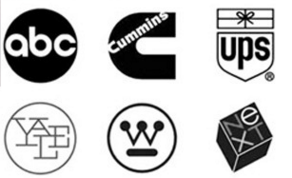 abc
Cummins
ups
®
YALE
NeXT